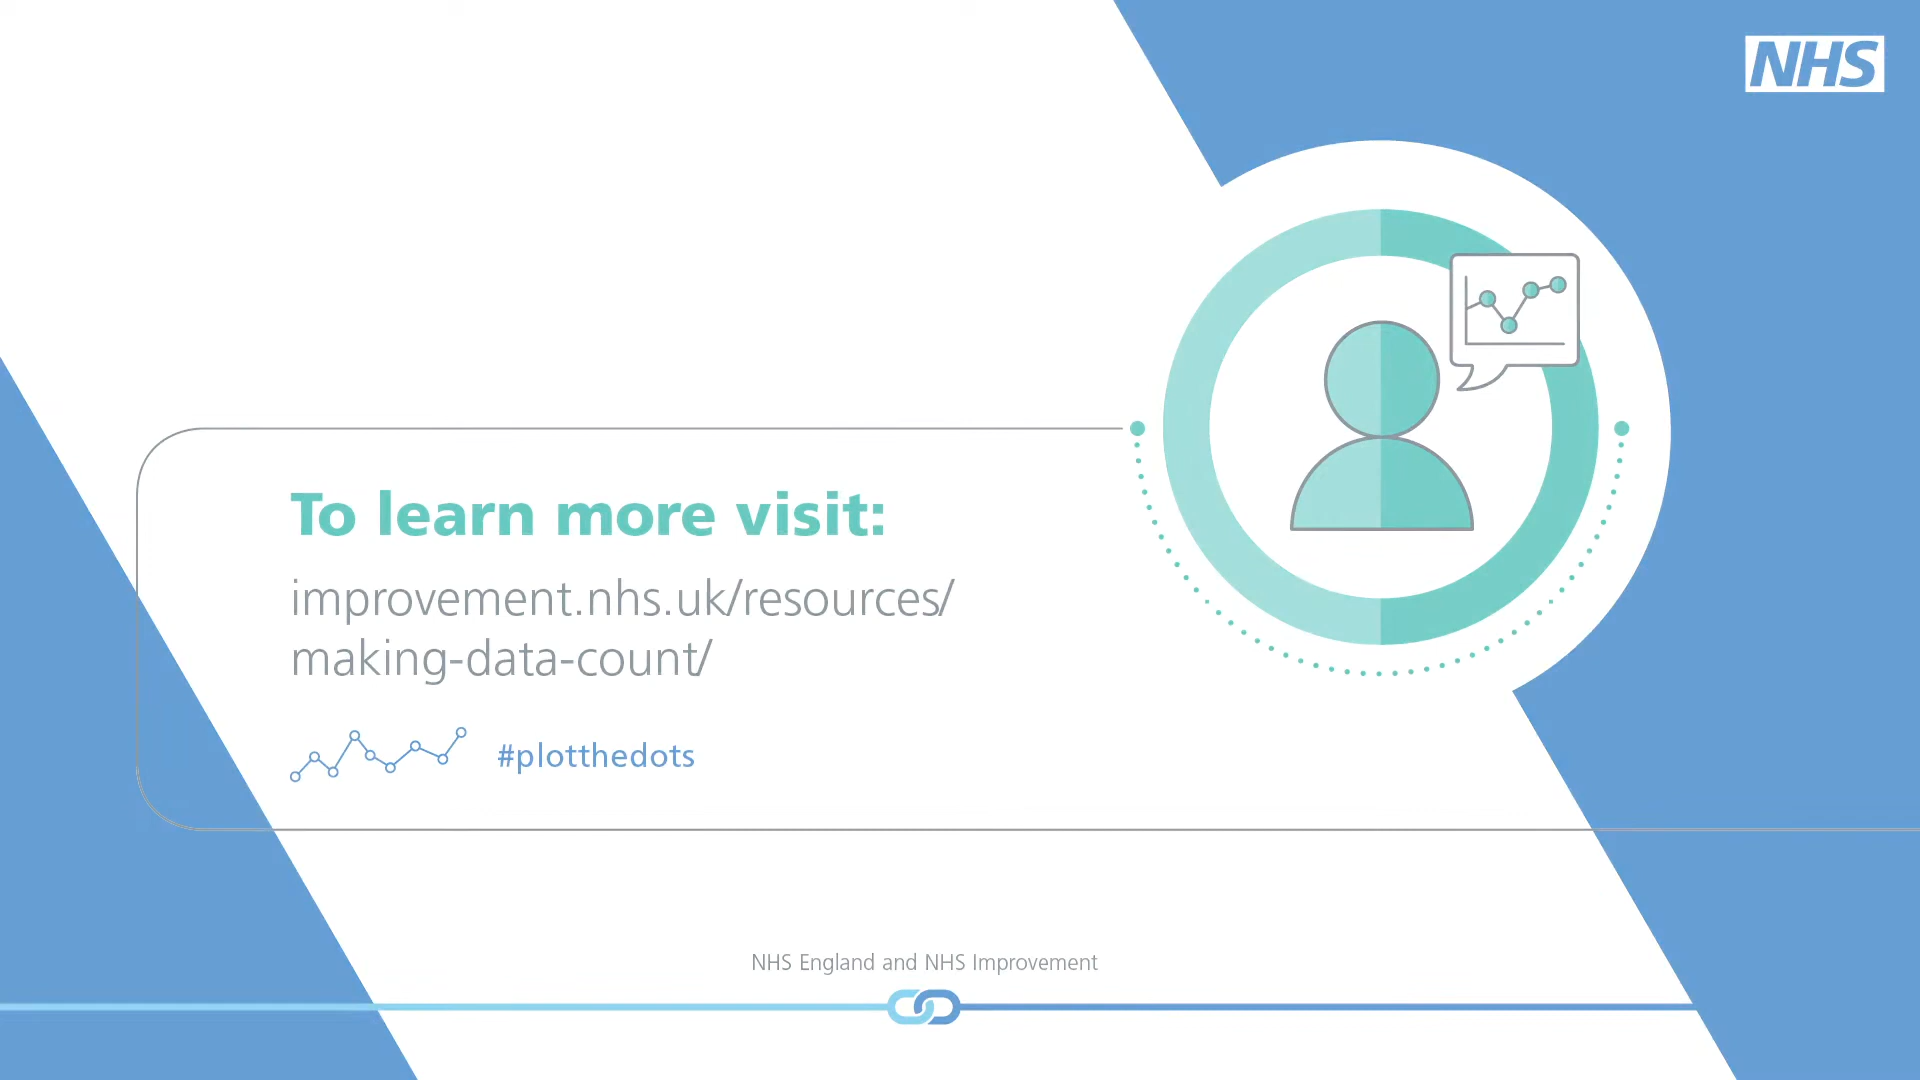 NHS
To learn more visit:
improvement.nhs.uk/resources/
making-data-count/
#plotthedots
NHS England and NHS Improvement